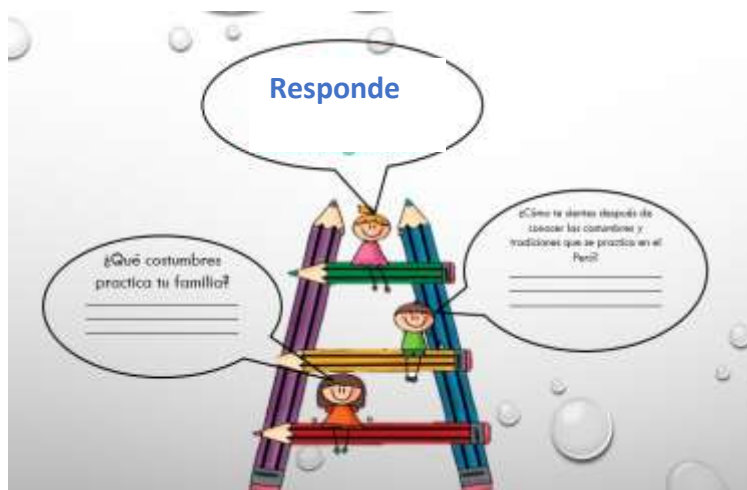 Responde
¿Qué costumbres
practica tu familia?
¿Cómo te sientes después de
conocer las costumbres y
tradiciones que se practica en el
Perú?